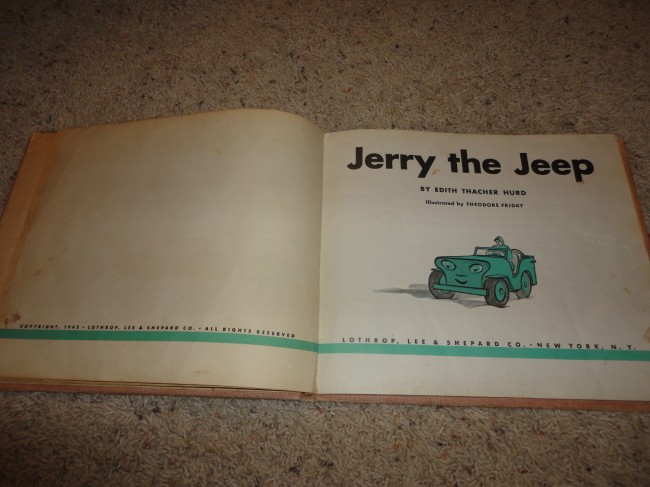 COPYRIGHT, 1945 · LOTHROP, LEE & SHEPARD CO. · ALL RIGHTS RESERVED
Jerry the Jeep
BY EDITH THACHER HURD
Illustrated by THEODORE FRIDAY
LOTHROP, LEE & SHEPARD CO. · NEW YORK, N. Y.